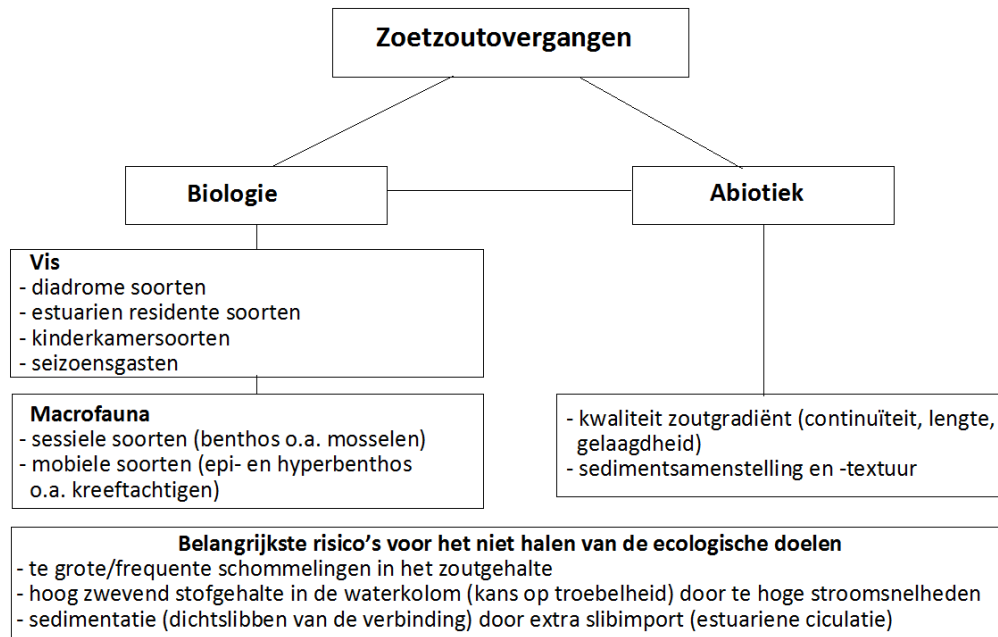 Zoetzoutovergangen
Biologie
Abiotiek
Vis
- diadrome soorten
- estuarien residente soorten
- kinderkamersoorten
- seizoensgasten
Macrofauna
- sessiele soorten (benthos o.a. mosselen)
- mobiele soorten (epi- en hyperbenthos
o.a. kreeftachtigen)
- kwaliteit zoutgradiënt (continuïteit, lengte,
gelaagdheid)
- sedimentsamenstelling en -textuur
Belangrijkste risico's voor het niet halen van de ecologische doelen
- te grote/frequente schommelingen in het zoutgehalte
- hoog zwevend stofgehalte in de waterkolom (kans op troebelheid) door te hoge stroomsnelheden
- sedimentatie (dichtslibben van de verbinding) door extra slibimport (estuariene ciculatie)